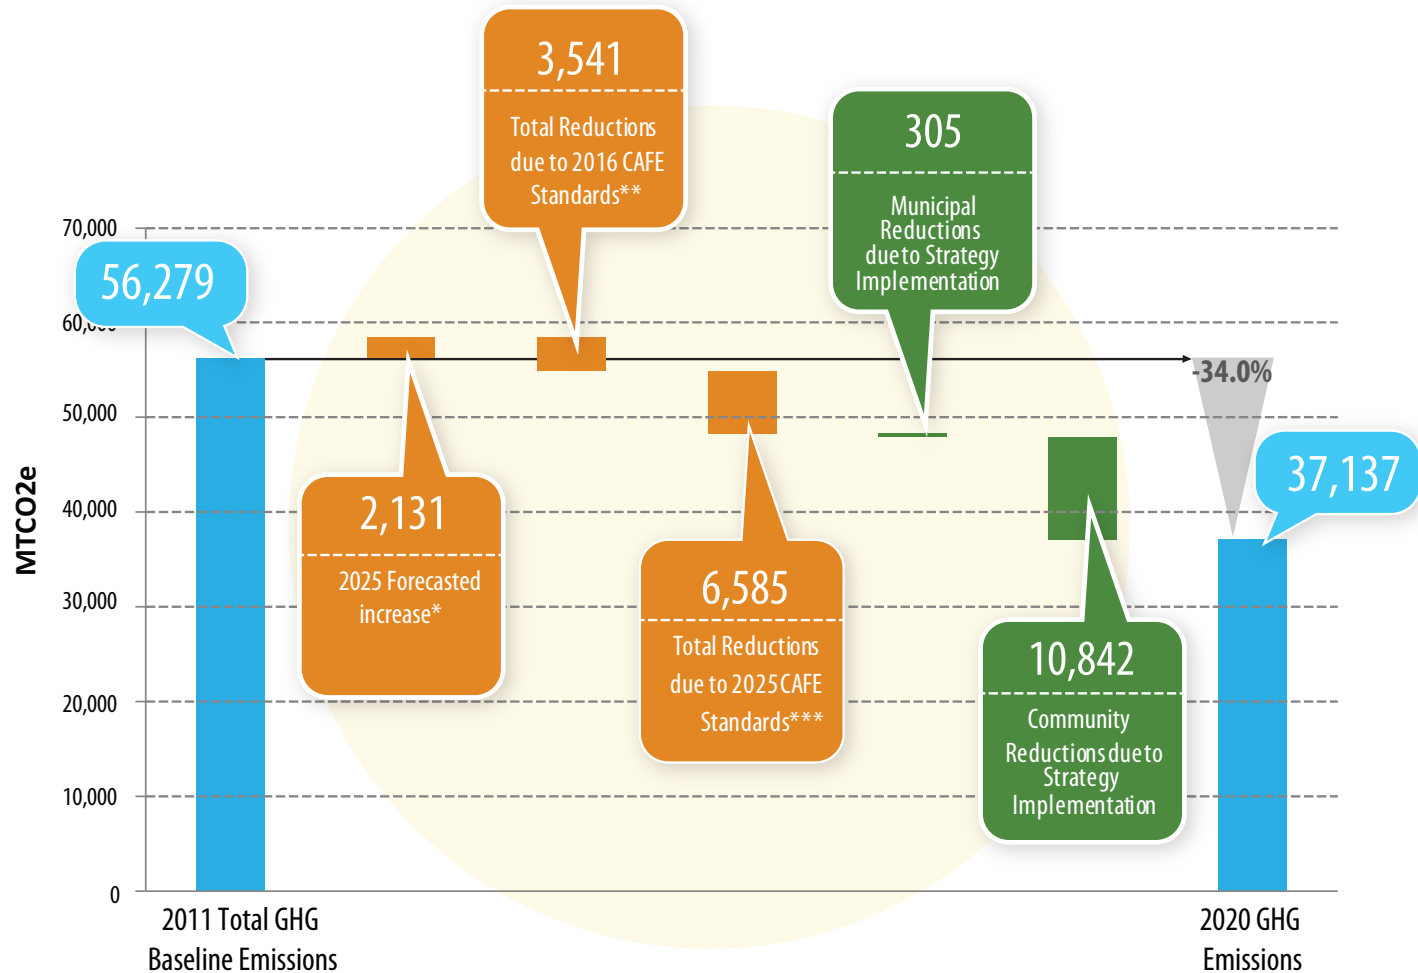 3,541
Total Reductions
due to 2016 CAFE
Standards**
305
Municipal
Reductions
due to Strategy
Implementation
70,000
56,279
60,000
-34.0%
50,000
37,137
2,131
2025 Forecasted
increase*
40,000
MTCO2e
6,585
Total Reductions
due to 2025 CAFE
Standards***
30,000
10,842
Community
Reductions due to
Strategy
Implementation
20,000
10,000
0
2011 Total GHG
Baseline Emissions
2020 GHG
Emissions